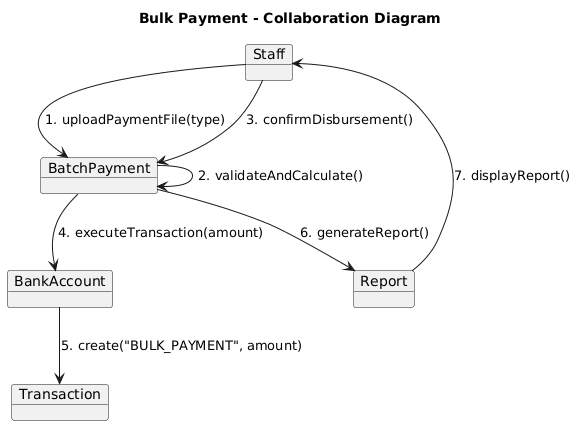 Bulk Payment - Collaboration Diagram
Staff
1. uploadPaymentFile(type)
3. confirmDisbursement()
BatchPayment
2. validateAndCalculate()
7. displayReport()
4. executeTransaction(amount)
6. generateReport()
BankAccount
Report
5. create("BULK_PAYMENT", amount)
Transaction